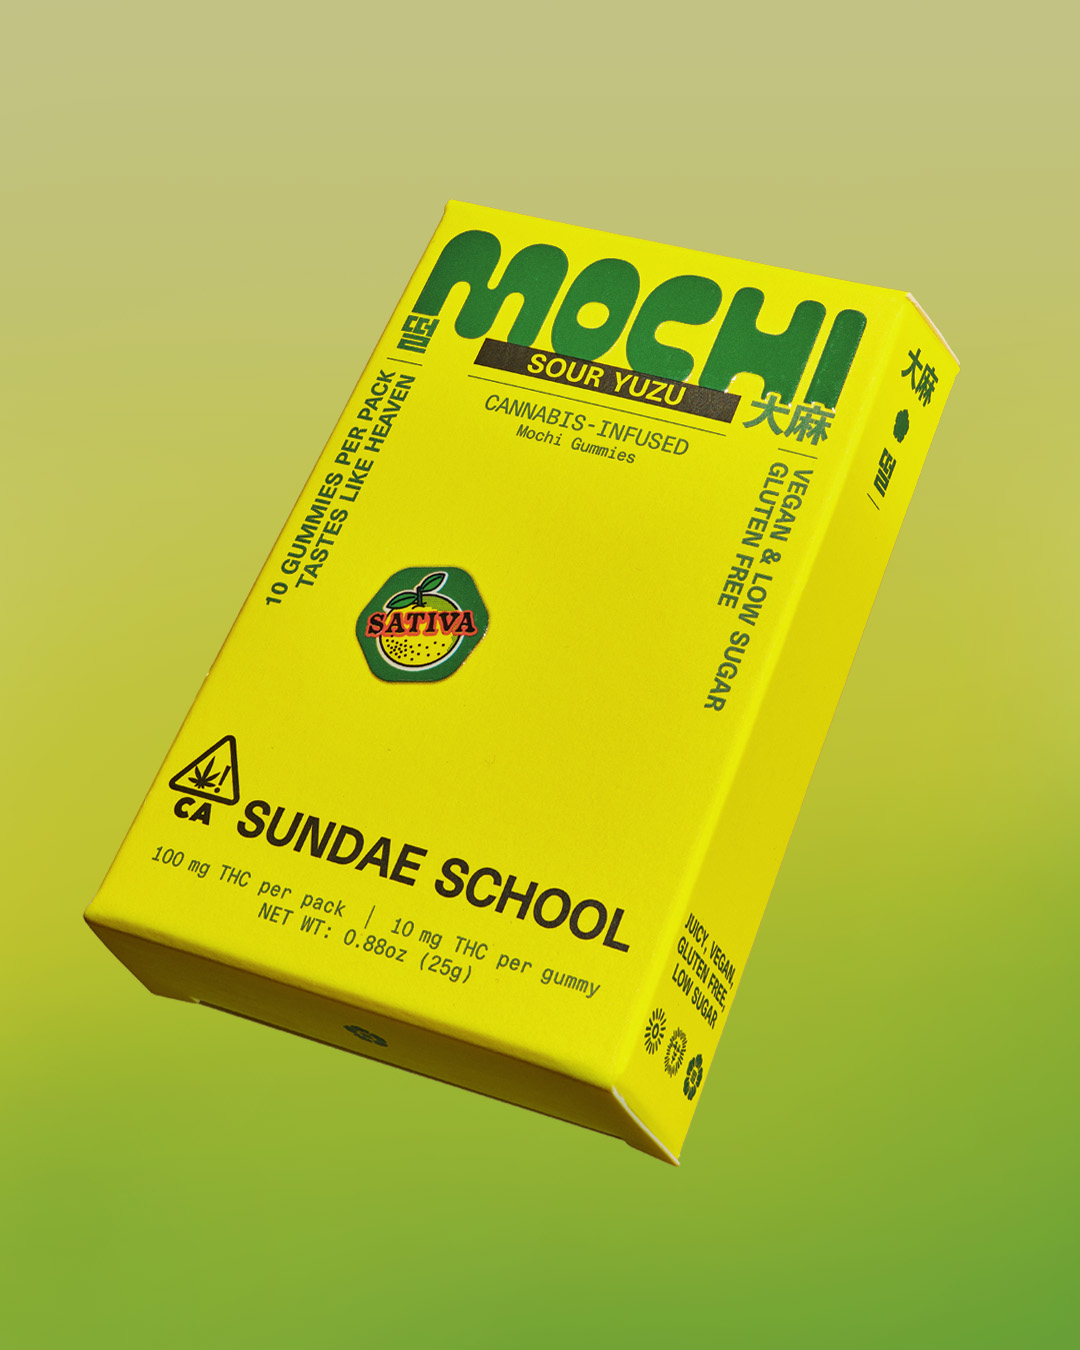 MOCHI
SOUR YUZU
떨
大麻
CANNABIS-INFUSED
Mochi Gummies
10 GUMMIES PER PACK
TASTES LIKE HEAVEN
VEGAN & LOW SUGAR
GLUTEN FREE
SATIVA
CA
SUNDAE SCHOOL
100 mg THC per pack | 10 mg THC per gummy
NET WT: 0.88oz (25g)
大麻
떨
JUICY, VEGAN,
GLUTEN FREE,
LOW SUGAR